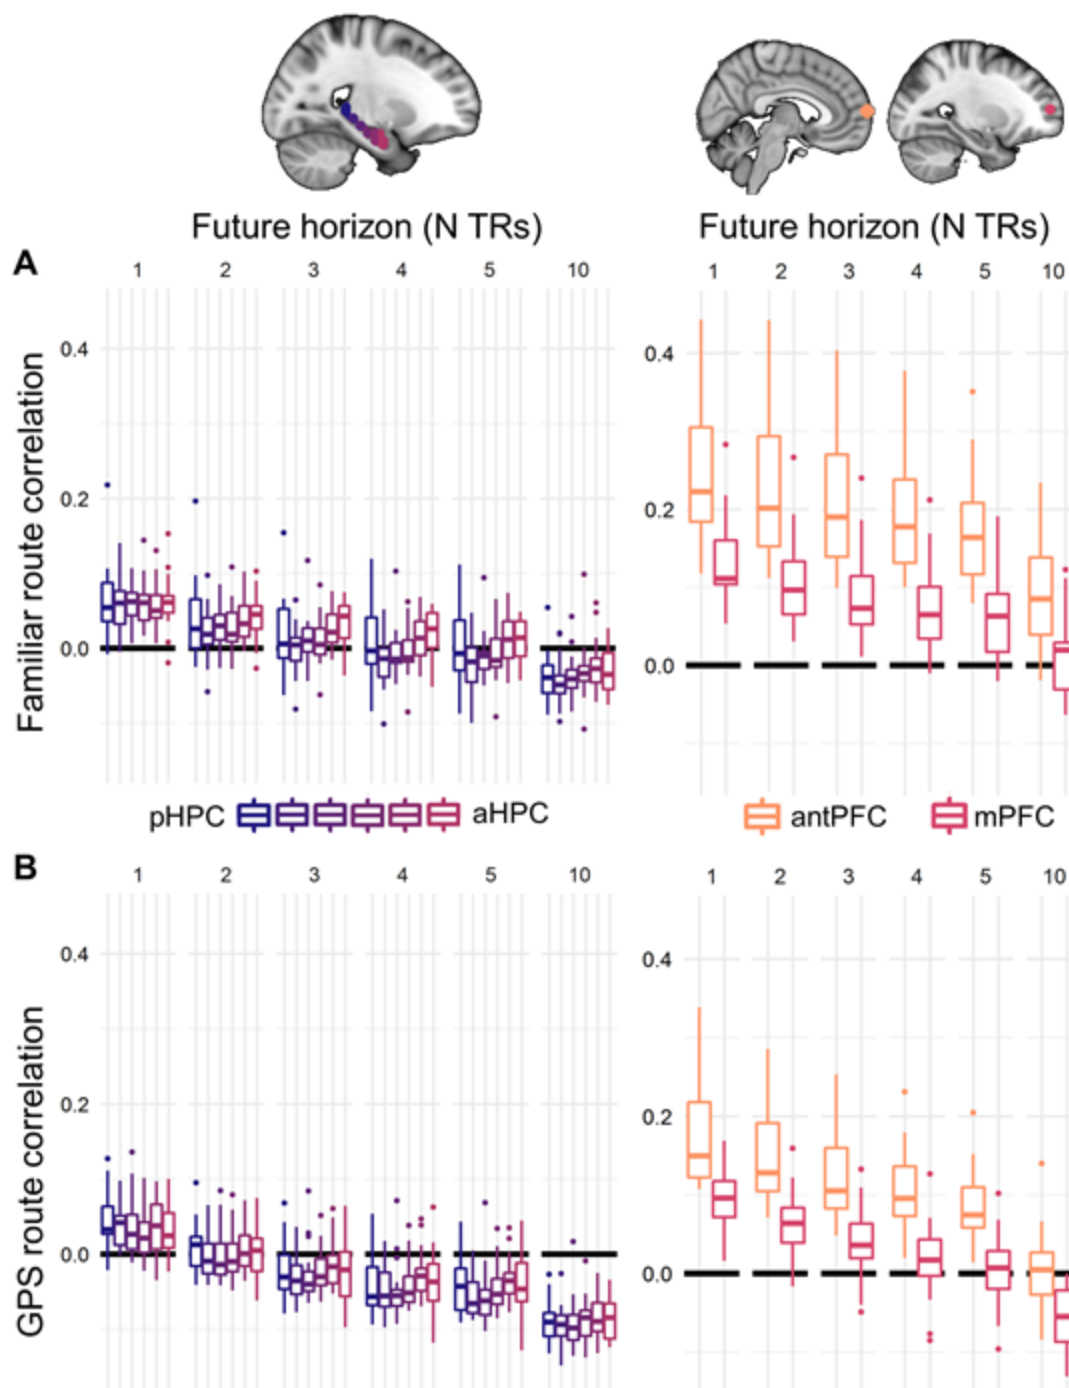 Future horizon (N TRs)
Future horizon (N TRs)
A
1 2 3 4 5 10
1 2 3 4 5 10
Familiar route correlation
0.4
0.2
0.0
0.4
0.2
0.0
pHPC aHPC
antPFC mPFC
B
1 2 3 4 5 10
1 2 3 4 5 10
GPS route correlation
0.4
0.2
0.0
0.4
0.2
0.0